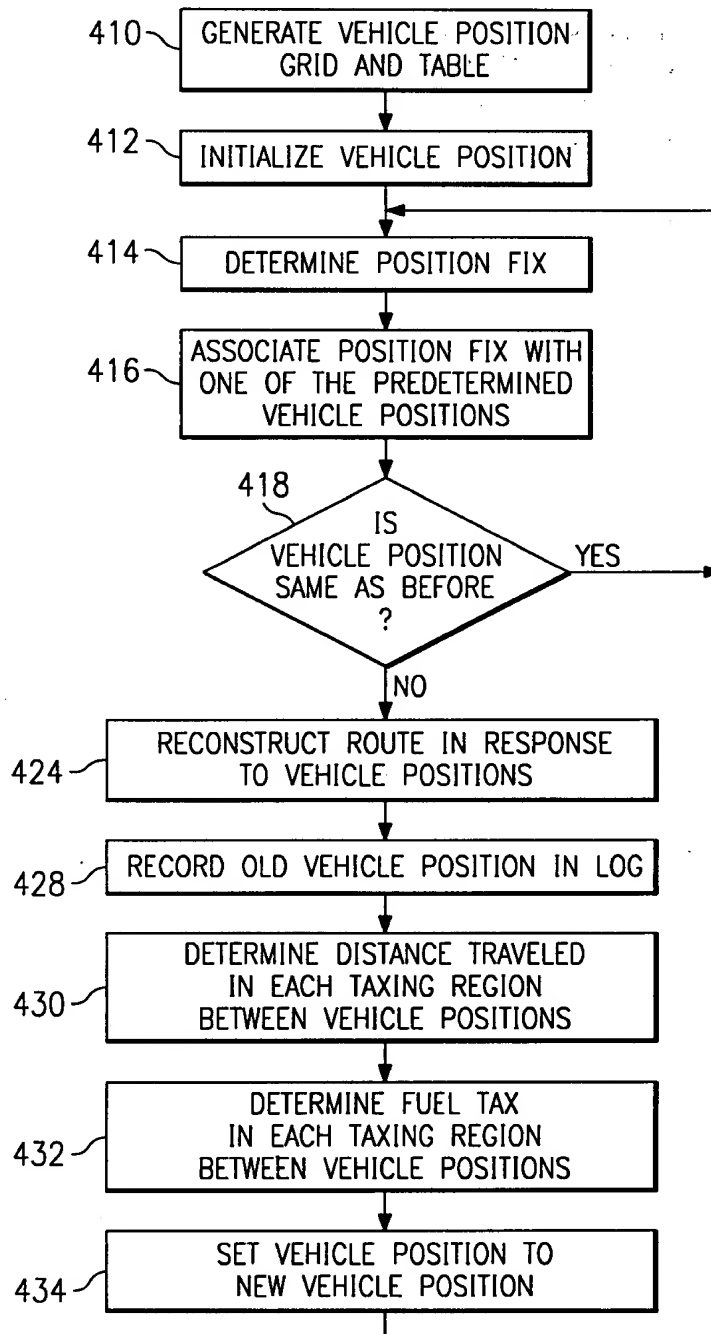 410
GENERATE VEHICLE POSITION
GRID AND TABLE
412
INITIALIZE VEHICLE POSITION
414
DETERMINE POSITION FIX
416
ASSOCIATE POSITION FIX WITH
ONE OF THE PREDETERMINED
VEHICLE POSITIONS
418
IS
VEHICLE POSITION
SAME AS BEFORE
?
YES
NO
424
RECONSTRUCT ROUTE IN RESPONSE
TO VEHICLE POSITIONS
428
RECORD OLD VEHICLE POSITION IN LOG
430
DETERMINE DISTANCE TRAVELED
IN EACH TAXING REGION
BETWEEN VEHICLE POSITIONS
432
DETERMINE FUEL TAX
IN EACH TAXING REGION
BETWEEN VEHICLE POSITIONS
434
SET VEHICLE POSITION TO
NEW VEHICLE POSITION